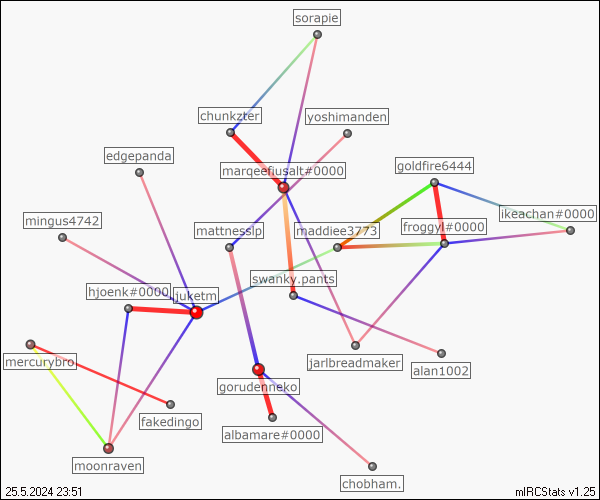 sorapie
chunkzter
yoshimanden
edgepanda
marqeefiusalt#0000
goldfire6444
mingus4742
mattnesslp
maddiee3773
froggyl#0000
ikeachan#0000
hjoenk#0000
juketm
swanky.pants
mercurybro
jarlbreadmaker
alan1002
gorudenneko
fakedingo
albamare#0000
moonraven
chobham.
25.5.2024 23:51
mIRCStats v1.25